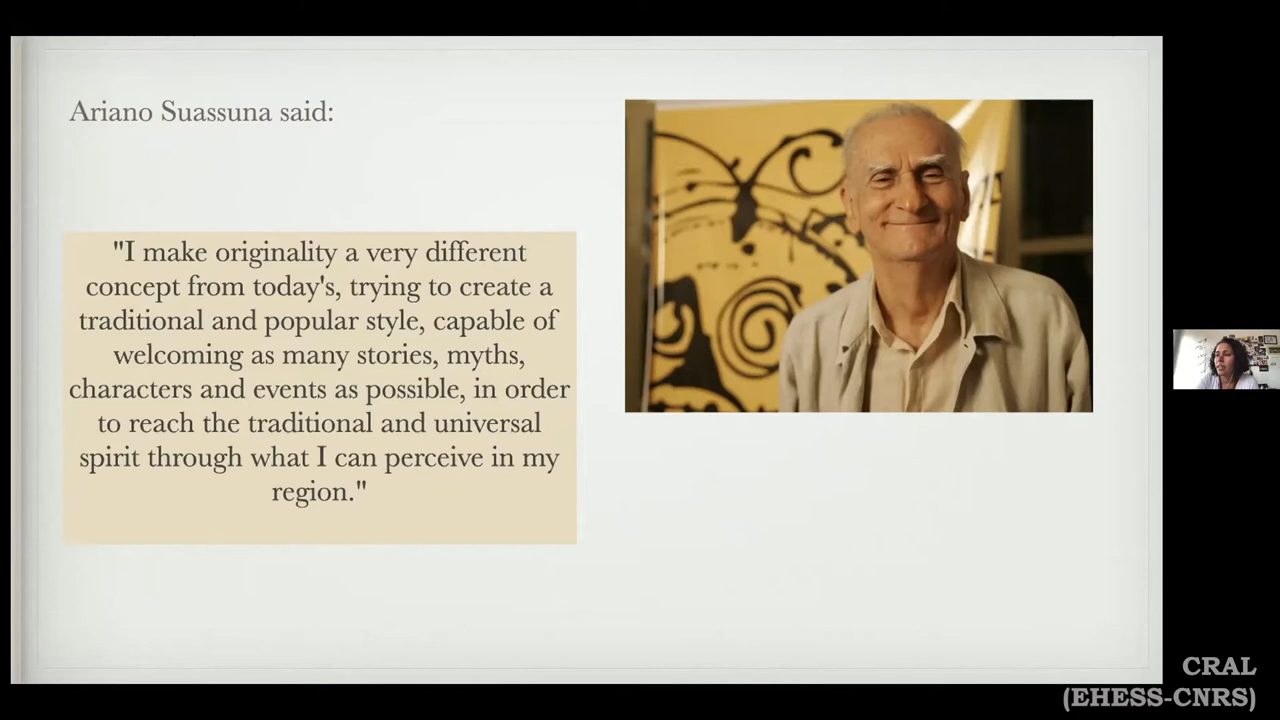 Ariano Suassuna said:
"I make originality a very different
concept from today's, trying to create a
traditional and popular style, capable of
welcoming as many stories, myths,
characters and events as possible, in order
to reach the traditional and universal
spirit through what I can perceive in my
region."
CRAL
(EHESS-CNRS)